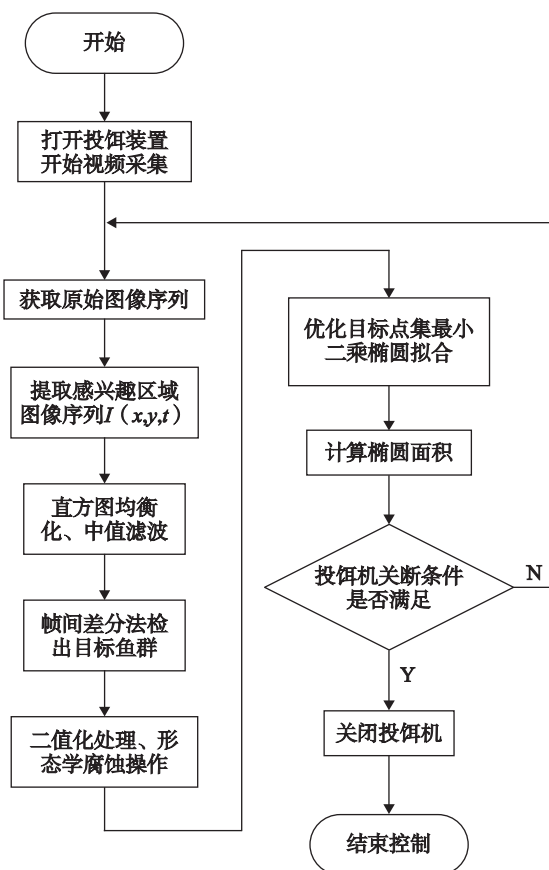 开始
打开投饵装置
开始视频采集
获取原始图像序列
提取感兴趣区域
图像序列I（x,y,t）
直方图均衡
化、中值滤波
帧间差分法检
出目标鱼群
二值化处理、形
态学腐蚀操作
优化目标点集最小
二乘椭圆拟合
计算椭圆面积
投饵机关断条件
是否满足
N
Y
关闭投饵机
结束控制